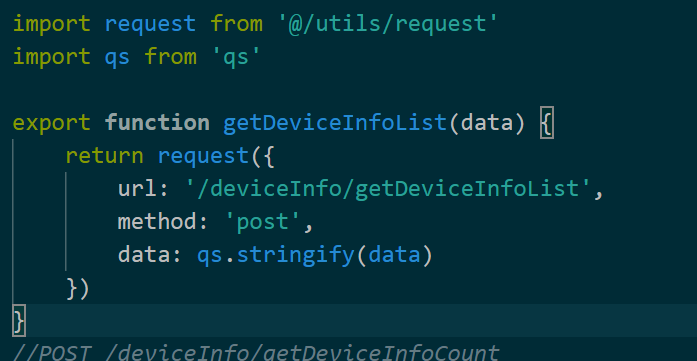 import request from '@/utils/request'
import qs from 'qs'
export function getDeviceInfoList(data) {
return request({
url: '/deviceInfo/getDeviceInfoList',
method: 'post',
data: qs.stringify(data)
})
}
//POST /deviceInfo/getDeviceInfoCount